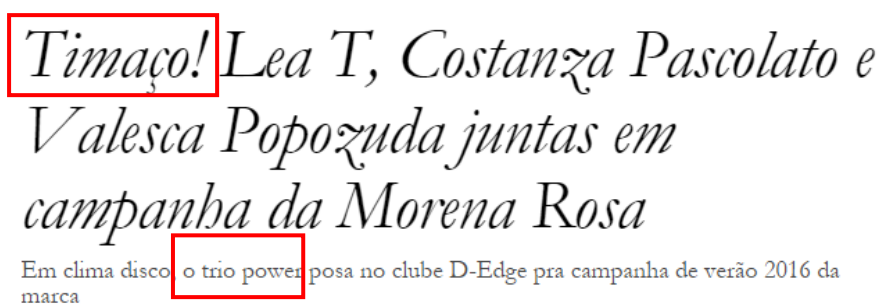 Timaço! Lea T, Costanza Pascolato e
Valesca Popozuda juntas em
campanha da Morena Rosa
Em clima disco, o trio power posa no clube D-Edge pra campanha de verão 2016 da
marca